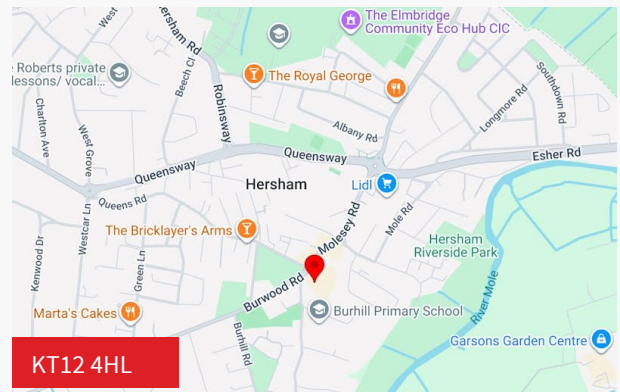 West
Hersham Rd
The Elmbridge
Community Eco Hub CIC
Roberts private
lessons/ vocal...
Beech Cl
The Royal George
Southdown Rd
Longmore Rd
Robinsway
Charlton Ave
West Grove
Albany Rd
Queensway
Queensway
Esher Rd
Hersham
Lidl
Queens Rd
Westcar Ln
Kenwood Dr
Green Ln
The Bricklayer's Arms
Molesey Rd
Mole Rd
Hersham
Riverside Park
River Mole
Burwood Rd
Marta's Cakes
Burhill Primary School
Burhill Rd
Garsons Garden Centre
KT12 4HL